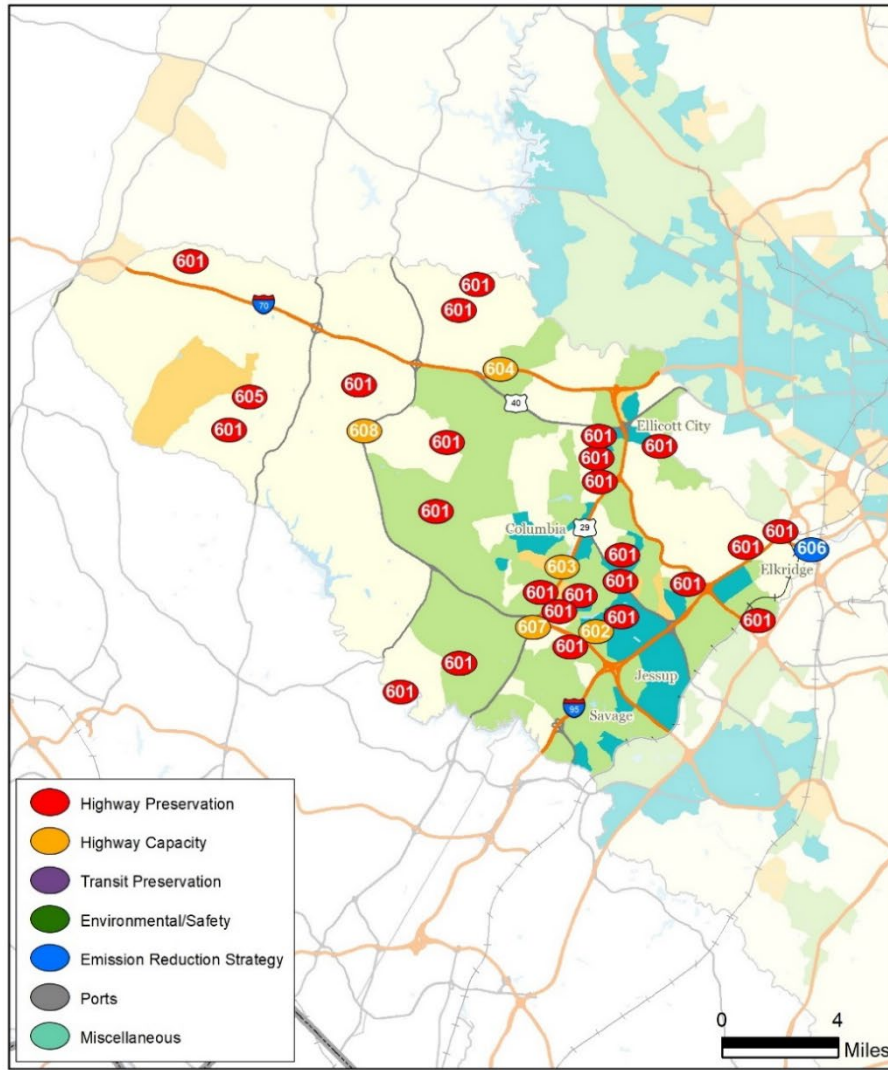 601
601
70
601
604
605
601
40
601
608
601
601
Ellicott City
601
601
601
601
Columbia
29
601
601
606
603
601
Elkridge
601
601
601
601
601
601
601
607
602
601
601
Jessup
601
95
Savage
Highway Preservation
Highway Capacity
Transit Preservation
Environmental/Safety
Emission Reduction Strategy
Ports
Miscellaneous
0 4
Miles